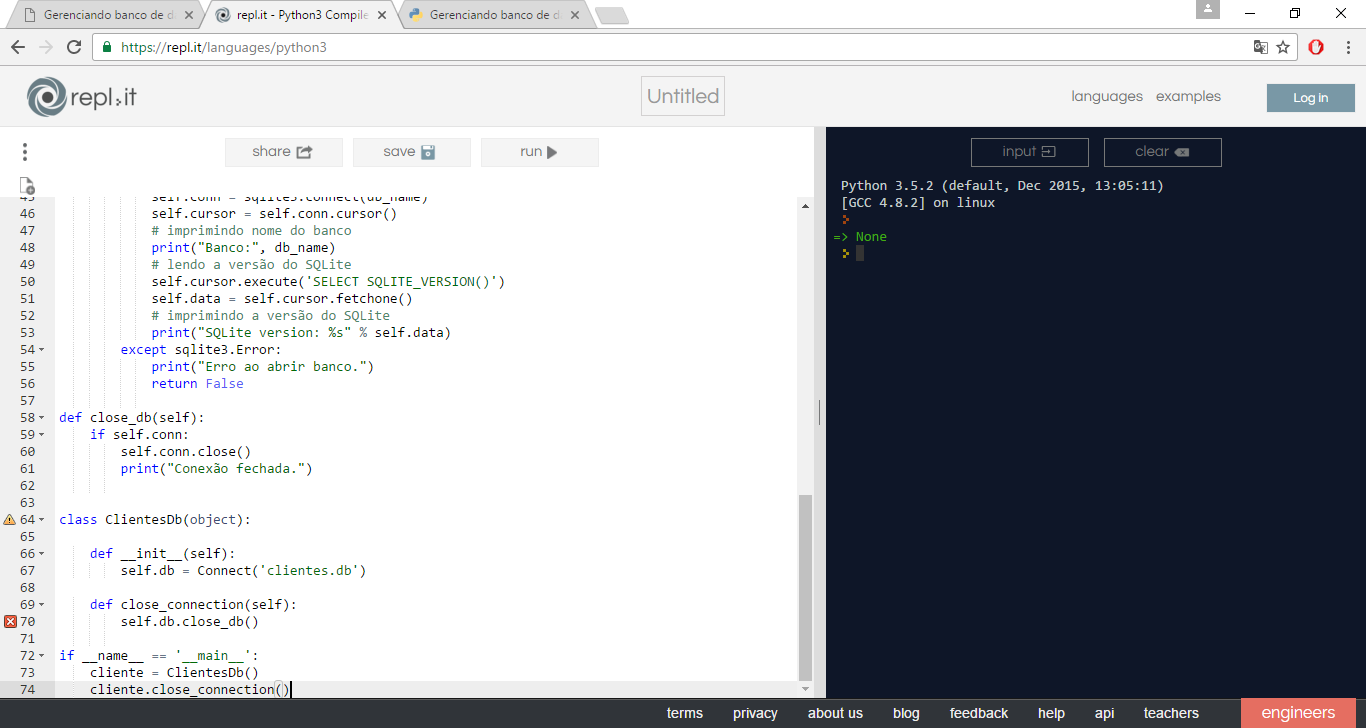 Gerenciando banco de d
repl.it - Python3 Compile
Gerenciando banco de d
https://repl.it/languages/python3
repl.it
Untitled
languages
examples
Log in
share
save
run
input
clear
45 self.conn = sqlite3.connect(db_name)
46 self.cursor = self.conn.cursor()
47 # imprimindo nome do banco
48 print("Banco:", db_name)
49 # lendo a versão do SQLite
50 self.cursor.execute('SELECT SQLITE_VERSION()')
51 self.data = self.cursor.fetchone()
52 # imprimindo a versão do SQLite
53 print("SQLite version: %s" % self.data)
54 except sqlite3.Error:
55 print("Erro ao abrir banco.")
56 return False
57
58 def close_db(self):
59 if self.conn:
60 self.conn.close()
61 print("Conexão fechada.")
62
63
64 class ClientesDb(object):
65
66 def __init__(self):
67 self.db = Connect('clientes.db')
68
69 def close_connection(self):
70 self.db.close_db()
71
72 if __name__ == '__main__':
73 cliente = ClientesDb()
74 cliente.close_connection()
Python 3.5.2 (default, Dec 2015, 13:05:11)
[GCC 4.8.2] on linux
=> None
terms
privacy
about us
blog
feedback
help
api
teachers
engineers